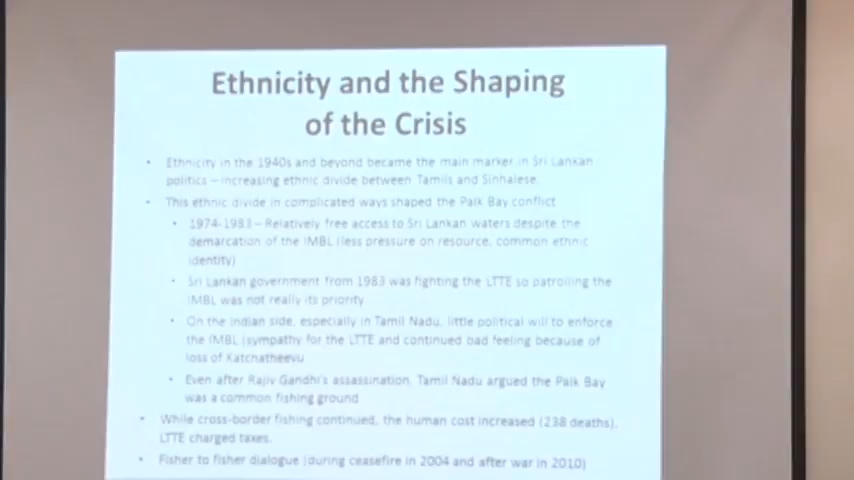 Ethnicity and the Shaping
of the Crisis
• Ethnicity in the 1940s and beyond became the main marker in Sri Lankan
politics – increasing ethnic divide between Tamils and Sinhalese.
• This ethnic divide in complicated ways shaped the Palk Bay conflict
• 1974-1983 – Relatively free access to Sri Lankan waters despite the
demarcation of the IMBL (less pressure on resource, common ethnic
identity)
• Sri Lankan government from 1983 was fighting the LTTE so patrolling the
IMBL was not really its priority
• On the Indian side, especially in Tamil Nadu, little political will to enforce
the IMBL (sympathy for the LTTE and continued bad feeling because of
loss of Katchatheevu
• Even after Rajiv Gandhi's assassination, Tamil Nadu argued the Palk Bay
was a common fishing ground
• While cross-border fishing continued, the human cost increased (238 deaths).
LTTE charged taxes.
• Fisher to fisher dialogue (during ceasefire in 2004 and after war in 2010)